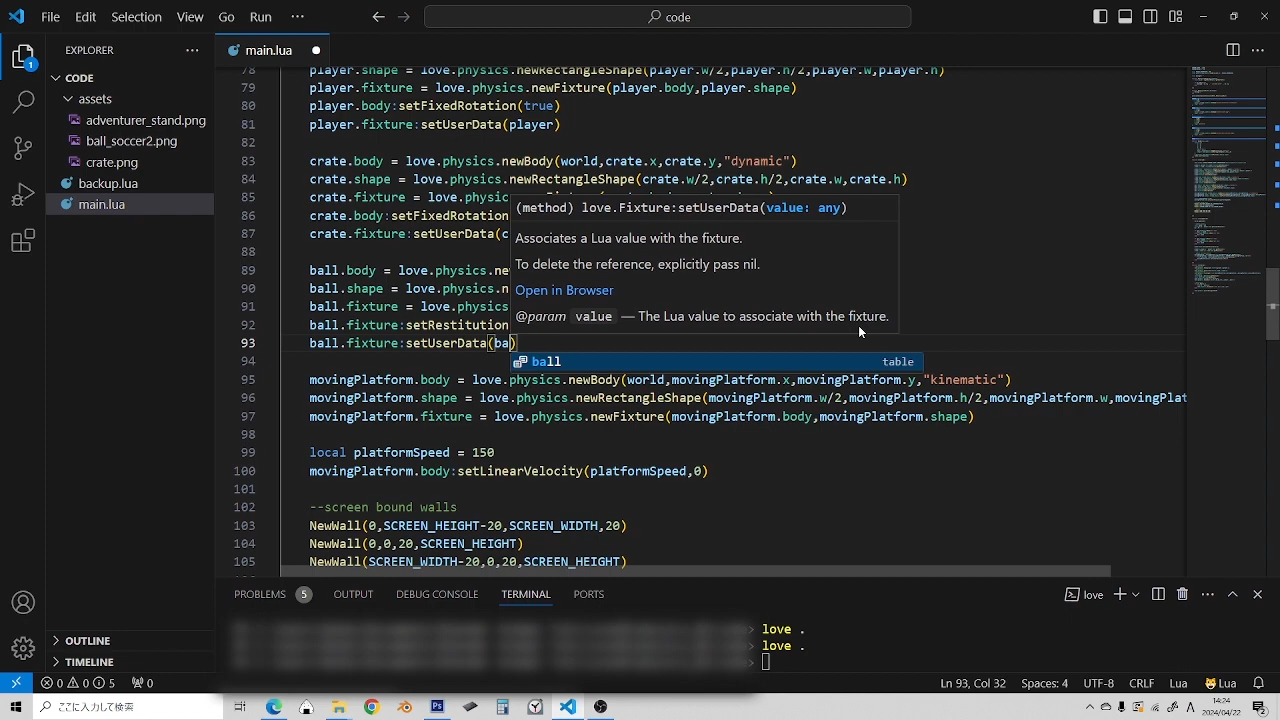 File Edit Selection View Go Run ··· code
EXPLORER ···
main.lua
CODE
assets
adventurer_stand.png
ball_soccer2.png
crate.png
backup.lua
main.lua
78 player.shape = love.physics.newRectangleShape(player.w/2,player.h/2,player.w,player.h)
79 player.fixture = love.physics.newFixture(player.body,player.shape)
80 player.body:setFixedRotation(true)
81 player.fixture:setUserData(player)
82
83 crate.body = love.physics.newBody(world,crate.x,crate.y,"dynamic")
84 crate.shape = love.physics.newRectangleShape(crate.w/2,crate.h/2,crate.w,crate.h)
85 crate.fixture = love.phys
86 crate.body:setFixedRotation
87 crate.fixture:setUserData
88
89 ball.body = love.physics.
90 ball.shape = love.physics
91 ball.fixture = love.physi
92 ball.fixture:setRestitution
93 ball.fixture:setUserData(ba)
94
95 movingPlatform.body = love.physics.newBody(world,movingPlatform.x,movingPlatform.y,"kinematic")
96 movingPlatform.shape = love.physics.newRectangleShape(movingPlatform.w/2,movingPlatform.h/2,movingPlatform.w,movingPlat
97 movingPlatform.fixture = love.physics.newFixture(movingPlatform.body,movingPlatform.shape)
98
99 local platformSpeed = 150
100 movingPlatform.body:setLinearVelocity(platformSpeed,0)
101
102 --screen bound walls
103 NewWall(0,SCREEN_HEIGHT-20,SCREEN_WIDTH,20)
104 NewWall(0,0,20,SCREEN_HEIGHT)
105 NewWall(SCREEN_WIDTH-20,0,20,SCREEN_HEIGHT)
(method) love.Fixture:setUserData(value: any)
Associates a Lua value with the fixture.
To delete the reference, explicitly pass nil.
Open in Browser
@param value — The Lua value to associate with the fixture.
ball table
PROBLEMS 5 OUTPUT DEBUG CONSOLE TERMINAL PORTS love
> love .
> love .
>
OUTLINE
TIMELINE
0 0 5 0 Ln 93, Col 32 Spaces: 4 UTF-8 CRLF Lua Lua
ここに入力して検索
14:24
2024/04/22